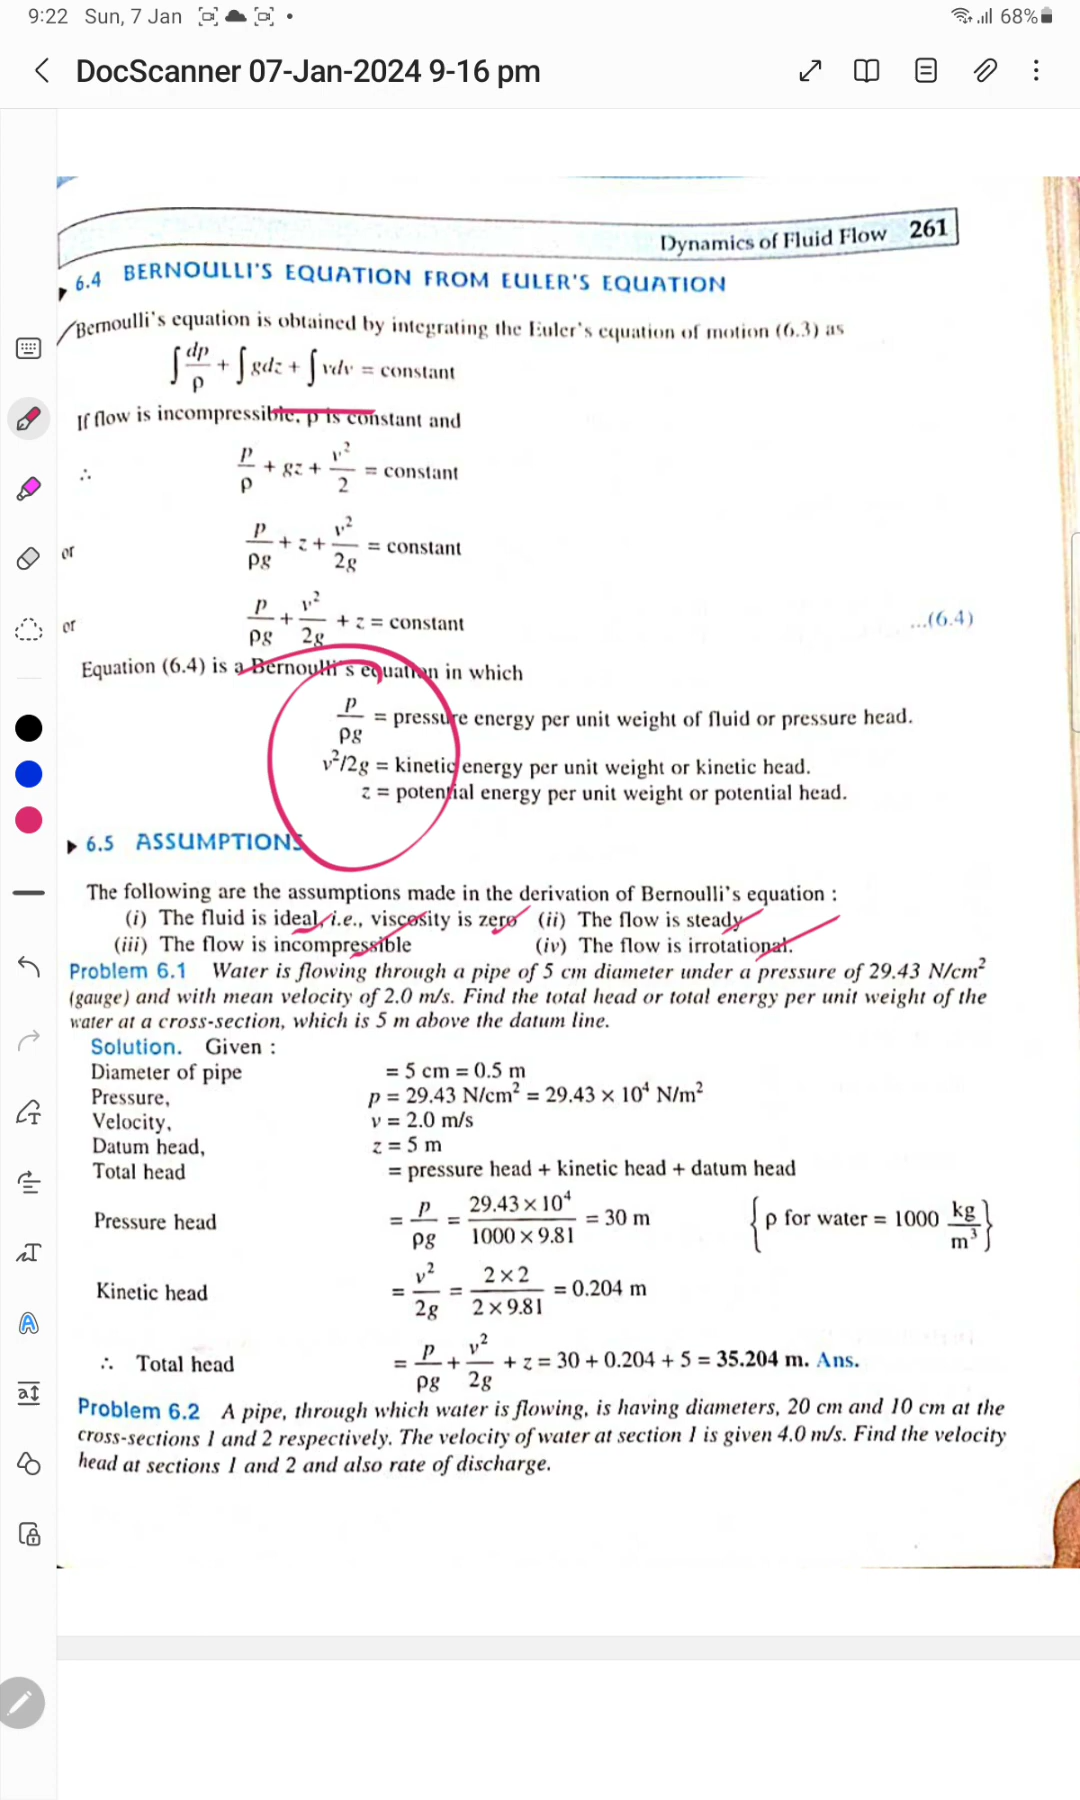 9:22 Sun, 7 Jan 68%
DocScanner 07-Jan-2024 9-16 pm
Dynamics of Fluid Flow 261
6.4 BERNOULLI'S EQUATION FROM EULER'S EQUATION
Bernoulli's equation is obtained by integrating the Euler's equation of motion (6.3) as
∫ dp/ρ + ∫ gdz + ∫ vdv = constant
If flow is incompressible, ρ is constant and
∴ p/ρ + gz + v²/2 = constant
or p/ρg + z + v²/2g = constant
or p/ρg + v²/2g + z = constant ...(6.4)
Equation (6.4) is a Bernoulli's equation in which
p/ρg = pressure energy per unit weight of fluid or pressure head.
v²/2g = kinetic energy per unit weight or kinetic head.
z = potential energy per unit weight or potential head.
6.5 ASSUMPTIONS
The following are the assumptions made in the derivation of Bernoulli's equation :
(i) The fluid is ideal, i.e., viscosity is zero (ii) The flow is steady
(iii) The flow is incompressible (iv) The flow is irrotational.
Problem 6.1 Water is flowing through a pipe of 5 cm diameter under a pressure of 29.43 N/cm²
(gauge) and with mean velocity of 2.0 m/s. Find the total head or total energy per unit weight of the
water at a cross-section, which is 5 m above the datum line.
Solution. Given :
Diameter of pipe = 5 cm = 0.5 m
Pressure, p = 29.43 N/cm² = 29.43 × 10⁴ N/m²
Velocity, v = 2.0 m/s
Datum head, z = 5 m
Total head = pressure head + kinetic head + datum head
Pressure head = p/ρg = 29.43 × 10⁴/1000 × 9.81 = 30 m {ρ for water = 1000 kg/m³}
Kinetic head = v²/2g = 2 × 2/2 × 9.81 = 0.204 m
∴ Total head = p/ρg + v²/2g + z = 30 + 0.204 + 5 = 35.204 m. Ans.
Problem 6.2 A pipe, through which water is flowing, is having diameters, 20 cm and 10 cm at the
cross-sections 1 and 2 respectively. The velocity of water at section 1 is given 4.0 m/s. Find the velocity
head at sections 1 and 2 and also rate of discharge.